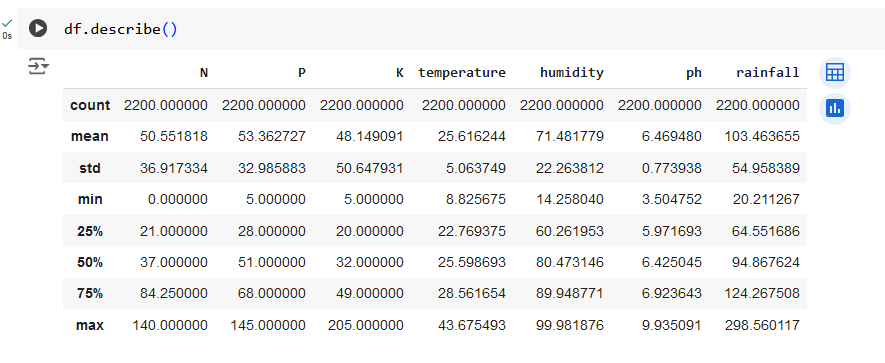 df.describe()
0s
N P K temperature humidity ph rainfall
count 2200.000000 2200.000000 2200.000000 2200.000000 2200.000000 2200.000000 2200.000000
mean 50.551818 53.362727 48.149091 25.616244 71.481779 6.469480 103.463655
std 36.917334 32.985883 50.647931 5.063749 22.263812 0.773938 54.958389
min 0.000000 5.000000 5.000000 8.825675 14.258040 3.504752 20.211267
25% 21.000000 28.000000 20.000000 22.769375 60.261953 5.971693 64.551686
50% 37.000000 51.000000 32.000000 25.598693 80.473146 6.425045 94.867624
75% 84.250000 68.000000 49.000000 28.561654 89.948771 6.923643 124.267508
max 140.000000 145.000000 205.000000 43.675493 99.981876 9.935091 298.560117